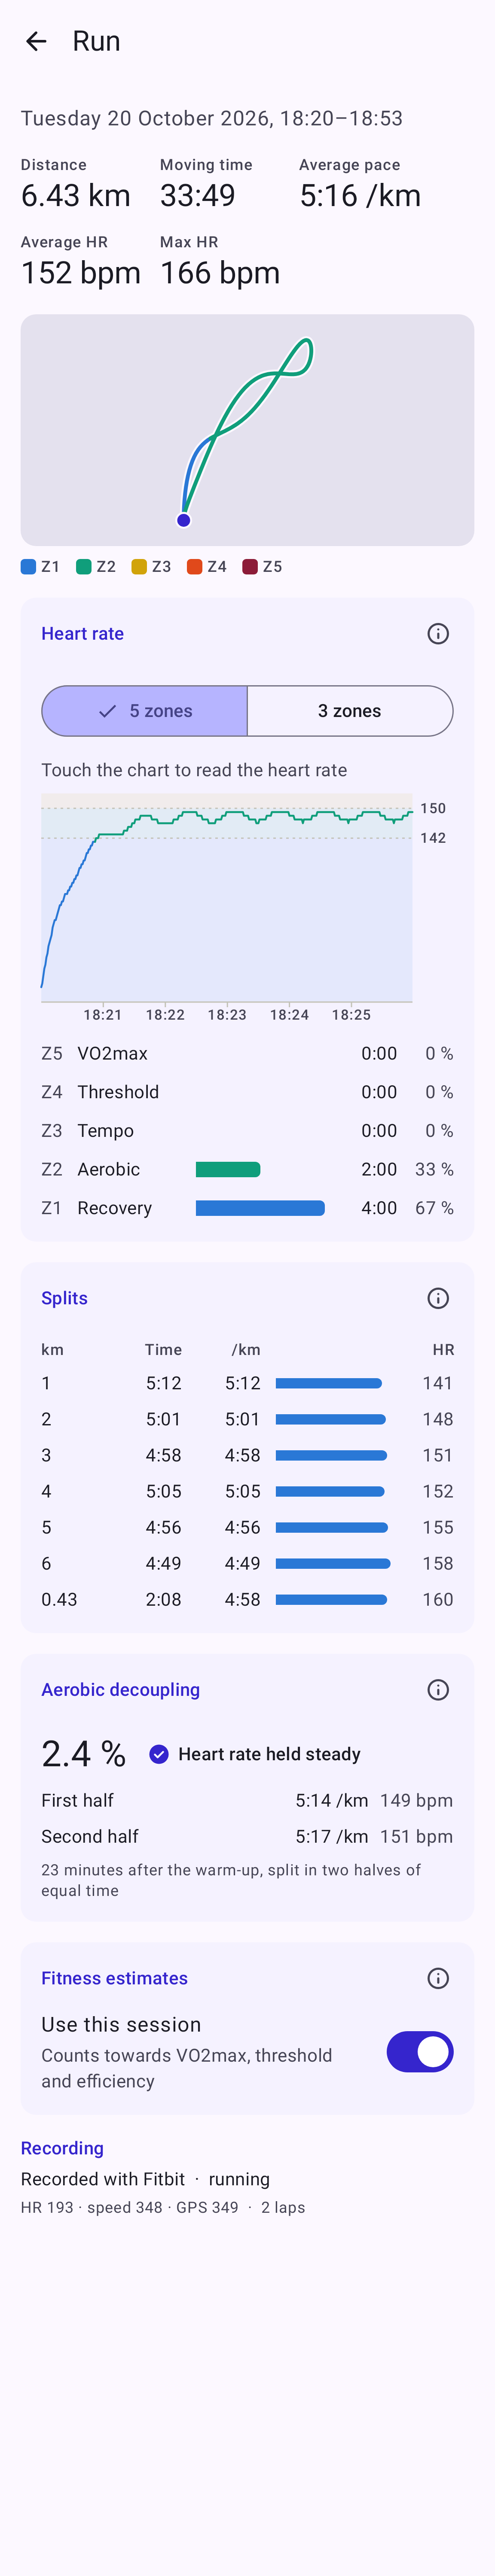 Run
Tuesday 20 October 2026, 18:20–18:53
Distance Moving time Average pace
6.43 km 33:49 5:16 /km
Average HR Max HR
152 bpm 166 bpm
Z1 Z2 Z3 Z4 Z5
Heart rate
5 zones 3 zones
Touch the chart to read the heart rate
150
142
18:21 18:22 18:23 18:24 18:25
Z5 VO2max 0:00 0 %
Z4 Threshold 0:00 0 %
Z3 Tempo 0:00 0 %
Z2 Aerobic 2:00 33 %
Z1 Recovery 4:00 67 %
Splits
km Time /km HR
1 5:12 5:12 141
2 5:01 5:01 148
3 4:58 4:58 151
4 5:05 5:05 152
5 4:56 4:56 155
6 4:49 4:49 158
0.43 2:08 4:58 160
Aerobic decoupling
2.4 % Heart rate held steady
First half 5:14 /km 149 bpm
Second half 5:17 /km 151 bpm
23 minutes after the warm-up, split in two halves of
equal time
Fitness estimates
Use this session
Counts towards VO2max, threshold
and efficiency
Recording
Recorded with Fitbit · running
HR 193 · speed 348 · GPS 349 · 2 laps